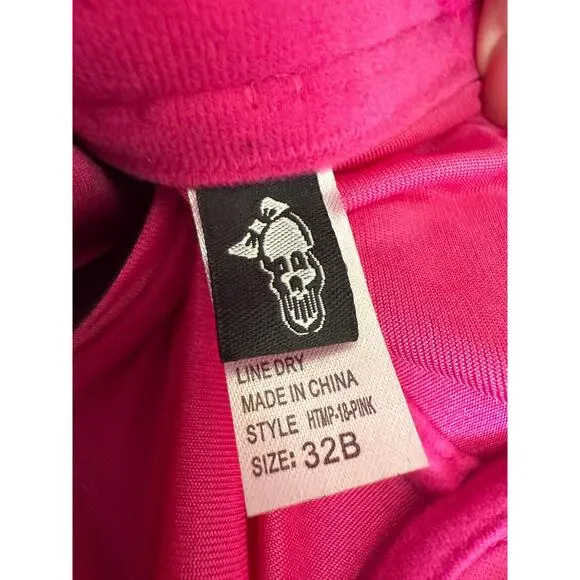 LINE DRY
MADE IN CHINA
STYLE HTMP-18-PINK
SIZE: 32B